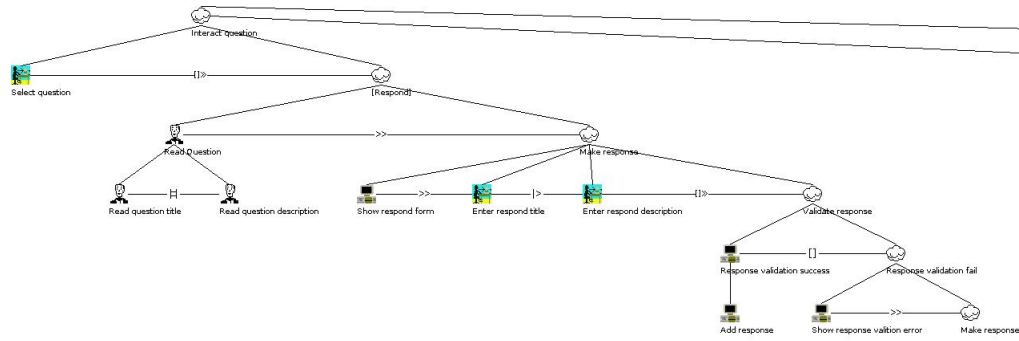 Interact question
[]»
Select question
[Respond]
>>
Read Question
Make response
|=|
>>
|>
[]»
Read question title
Read question description
Show respond form
Enter respond title
Enter respond description
Validate response
[]
Response validation success
Response validation fail
>>
Add response
Show response valition error
Make response